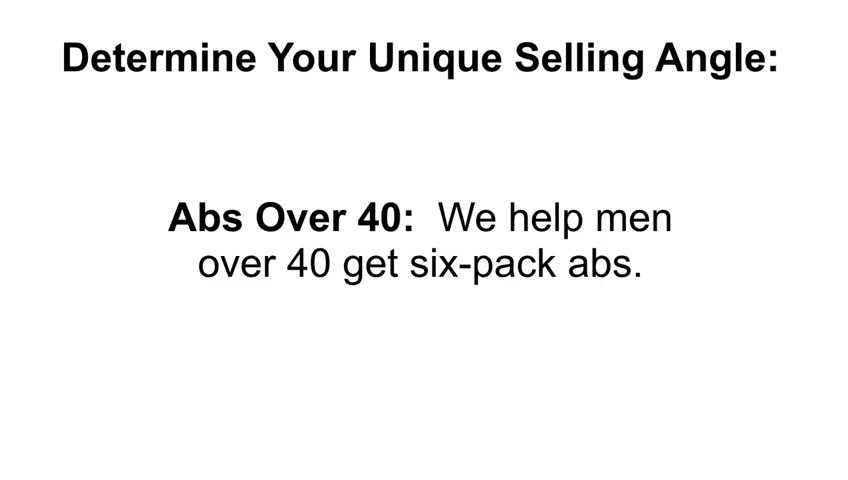 Determine Your Unique Selling Angle:
Abs Over 40:  We help men
over 40 get six-pack abs.